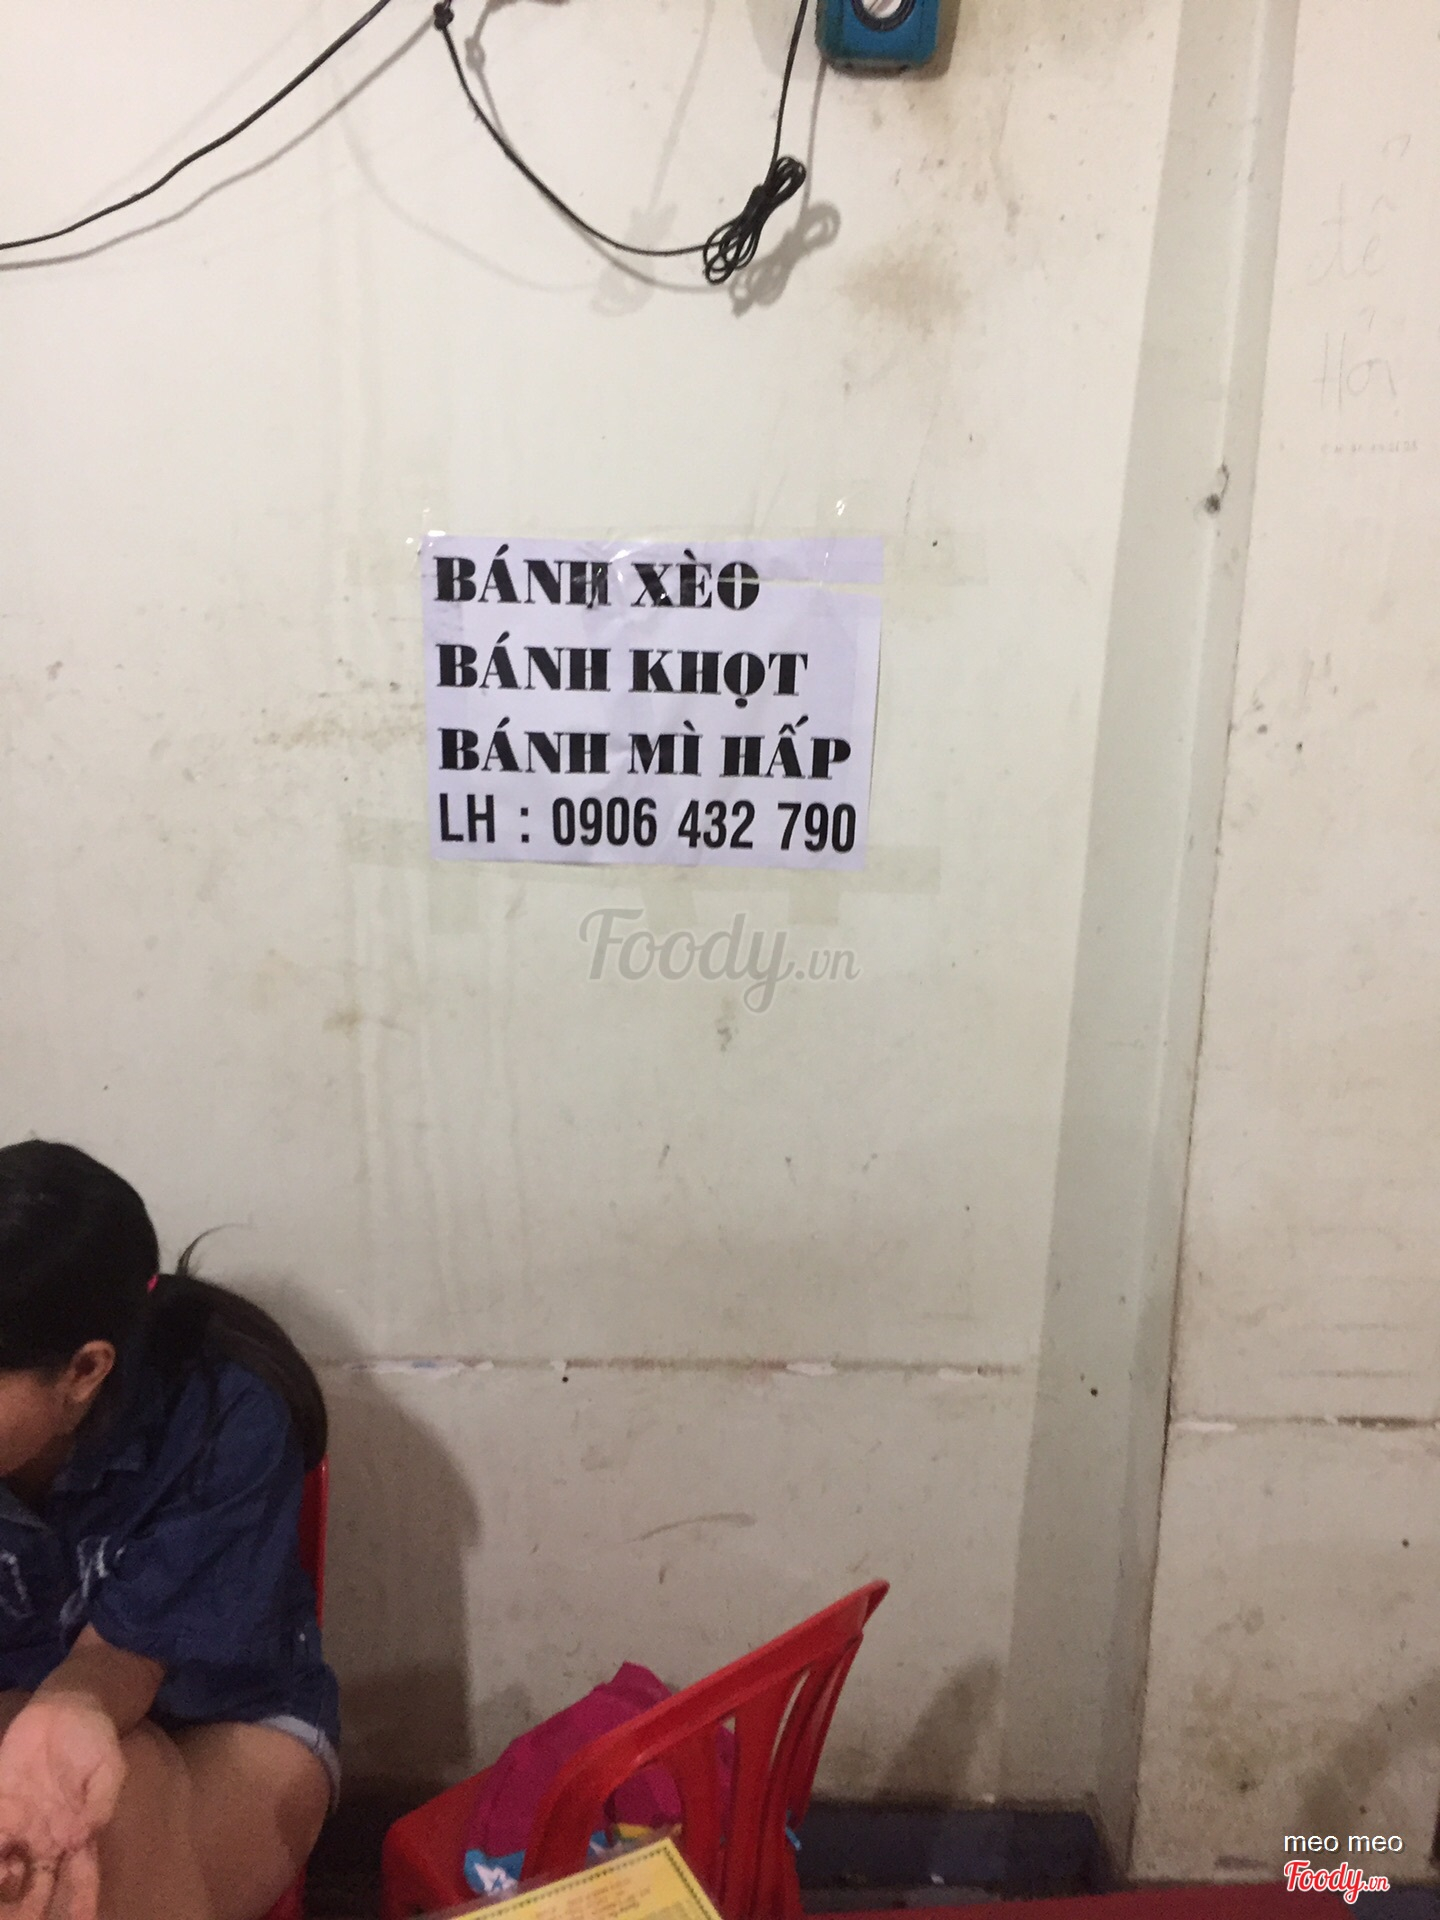 BÁNH XÈO
BÁNH KHỌT
BÁNH MÌ HẤP
LH : 0906 432 790
Foody.vn
meo meo
Foody.vn